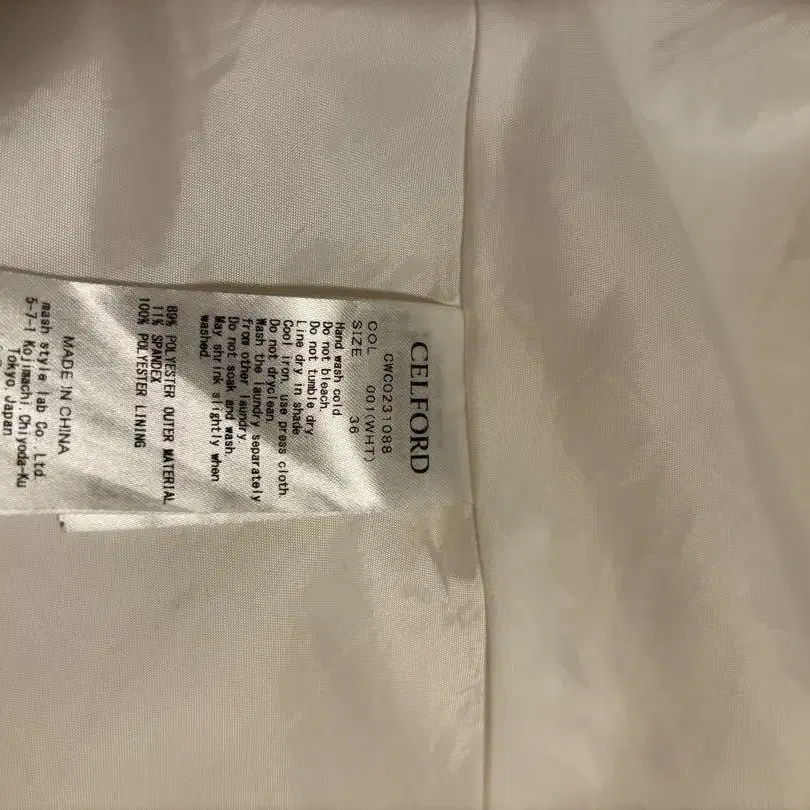 CELFORD
CWCO231088
COL 001(WHT)
SIZE 36
Hand wash cold.
Do not bleach.
Do not tumble dry
Line dry in shade
Cool iron, use press cloth.
Do not dryclean.
Wash the laundry separately
from other laundry.
Do not soak and wash.
May shrink slightly when
washed.
89% POLYESTER OUTER MATERIAL
11% SPANDEX
100% POLYESTER LINING
MADE IN CHINA
mash style lab Co. Ltd.
5-7-1 Kojimachi, Chiyoda-Ku
Tokyo, Japan